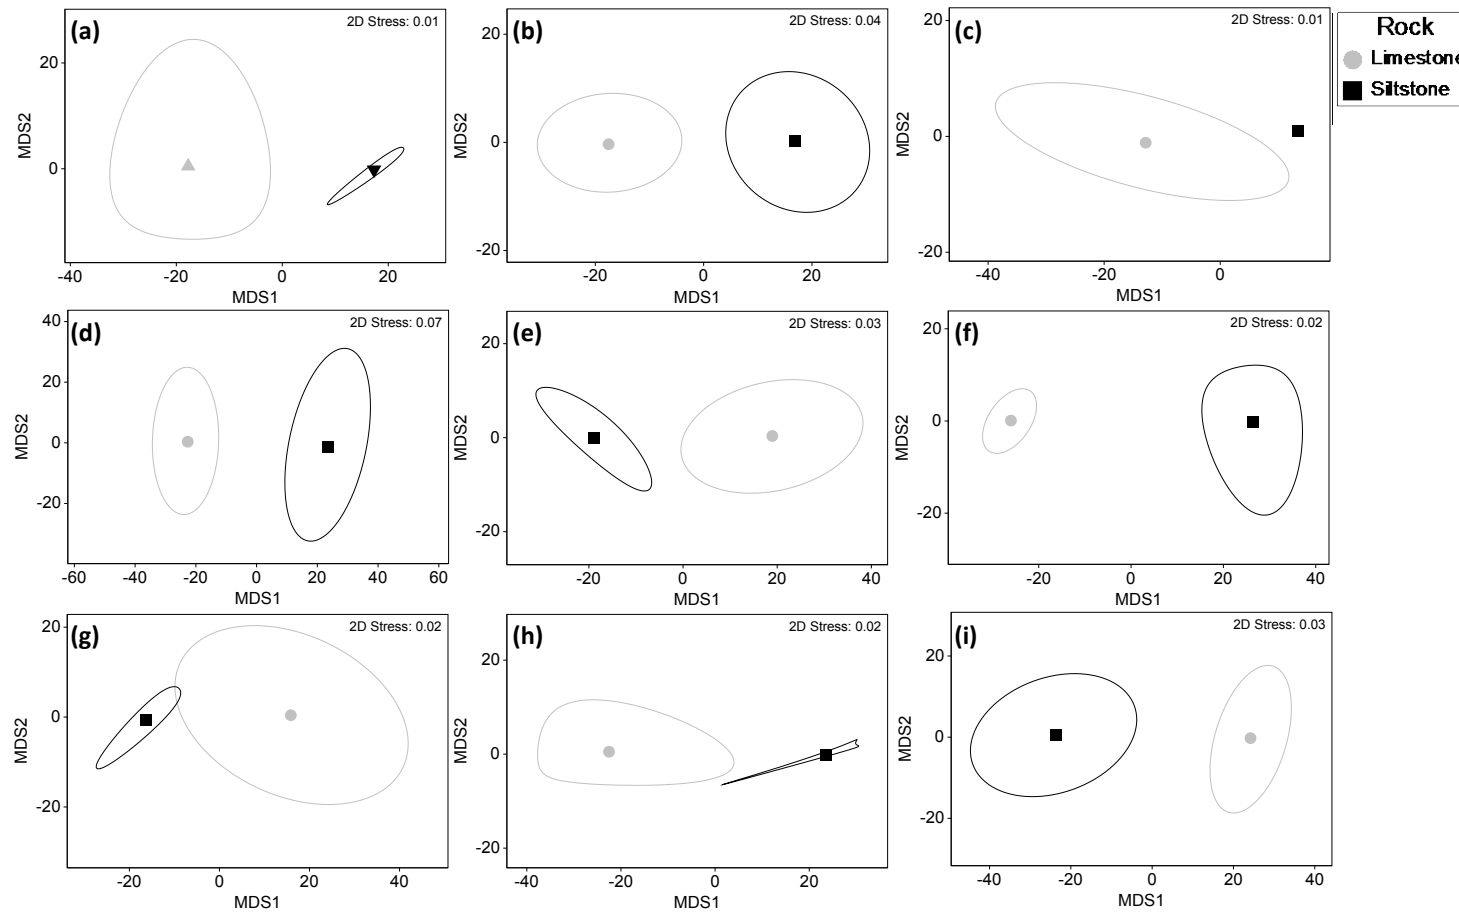 (a)
2D Stress: 0.01
MDS2
20
0
-40
-20
0
20
MDS1
(b)
2D Stress: 0.04
MDS2
20
0
-20
-20
0
20
MDS1
(c)
2D Stress: 0.01
MDS2
20
0
-20
-40
-20
0
MDS1
Rock
Limestone
Siltstone
(d)
2D Stress: 0.07
MDS2
40
20
0
-20
-60
-40
-20
0
20
40
60
MDS1
(e)
2D Stress: 0.03
MDS2
20
0
-20
-20
0
20
40
MDS1
(f)
2D Stress: 0.02
MDS2
20
0
-20
-20
0
20
40
MDS1
(g)
2D Stress: 0.02
MDS2
20
0
-20
-20
0
20
40
MDS1
(h)
2D Stress: 0.02
MDS2
20
0
-20
-40
-20
0
20
MDS1
(i)
2D Stress: 0.03
MDS2
20
0
-20
-40
-20
0
20
40
MDS1